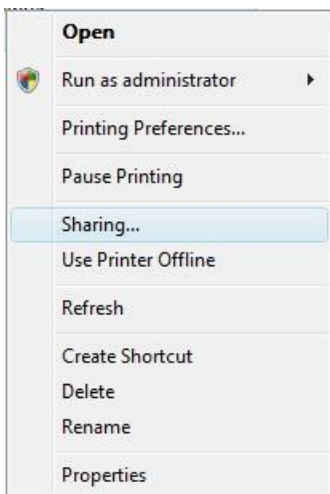 Open
Run as administrator
Printing Preferences...
Pause Printing
Sharing...
Use Printer Offline
Refresh
Create Shortcut
Delete
Rename
Properties